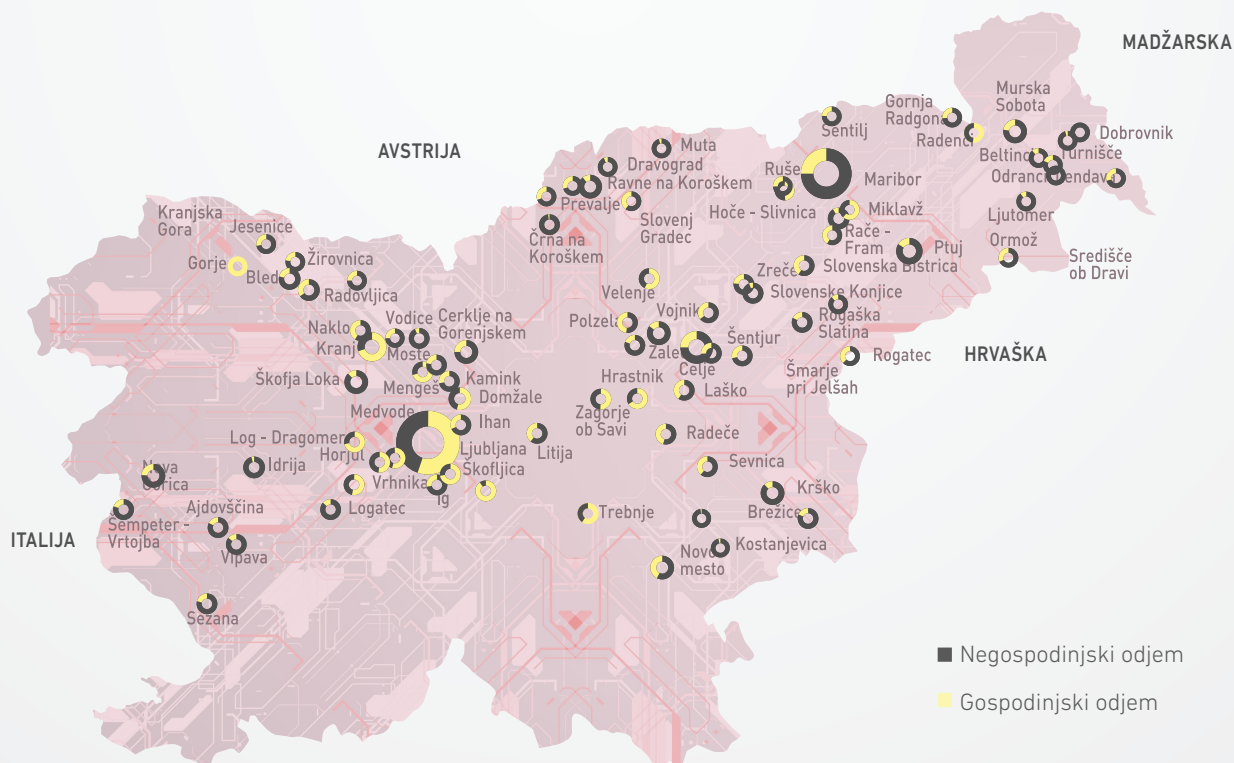 MADŽARSKA
Murska
Sobota
Gornja
Radgona
Radenci
Dobrovnik
Turnišče
Beltinci
Odranci
Lendava
Šentilj
AVSTRIJA
Muta
Dravograd
Ravne na Koroškem
Prevalje
Ruše
Maribor
Hoče - Slivnica
Miklavž
Ljutomer
Slovenj
Gradec
Črna na
Koroškem
Rače -
Fram
Ptuj
Ormož
Središče
ob Dravi
Kranjska
Gora
Jesenice
Gorje
Žirovnica
Bled
Radovljica
Velenje
Zreče
Slovenska Bistrica
Slovenske Konjice
Vojnik
Polzela
Rogaška
Slatina
Naklo
Kranj
Vodice
Cerklje na
Gorenjskem
Moste
Žalec
Celje
Šentjur
Šmarje
pri Jelšah
Rogatec
HRVAŠKA
Škofja Loka
Mengeš
Kamnik
Domžale
Hrastnik
Laško
Zagorje
ob Savi
Medvode
Ihan
Log - Dragomer
Horjul
Ljubljana
Škofljica
Litija
Radeče
Sevnica
Nova
Gorica
Idrija
Vrhnika
Ig
Krško
Brežice
Ajdovščina
Logatec
Trebnje
Šempeter -
Vrtojba
ITALIJA
Vipava
Kostanjevica
Novo
mesto
Sežana
Negospodinjski odjem
Gospodinjski odjem